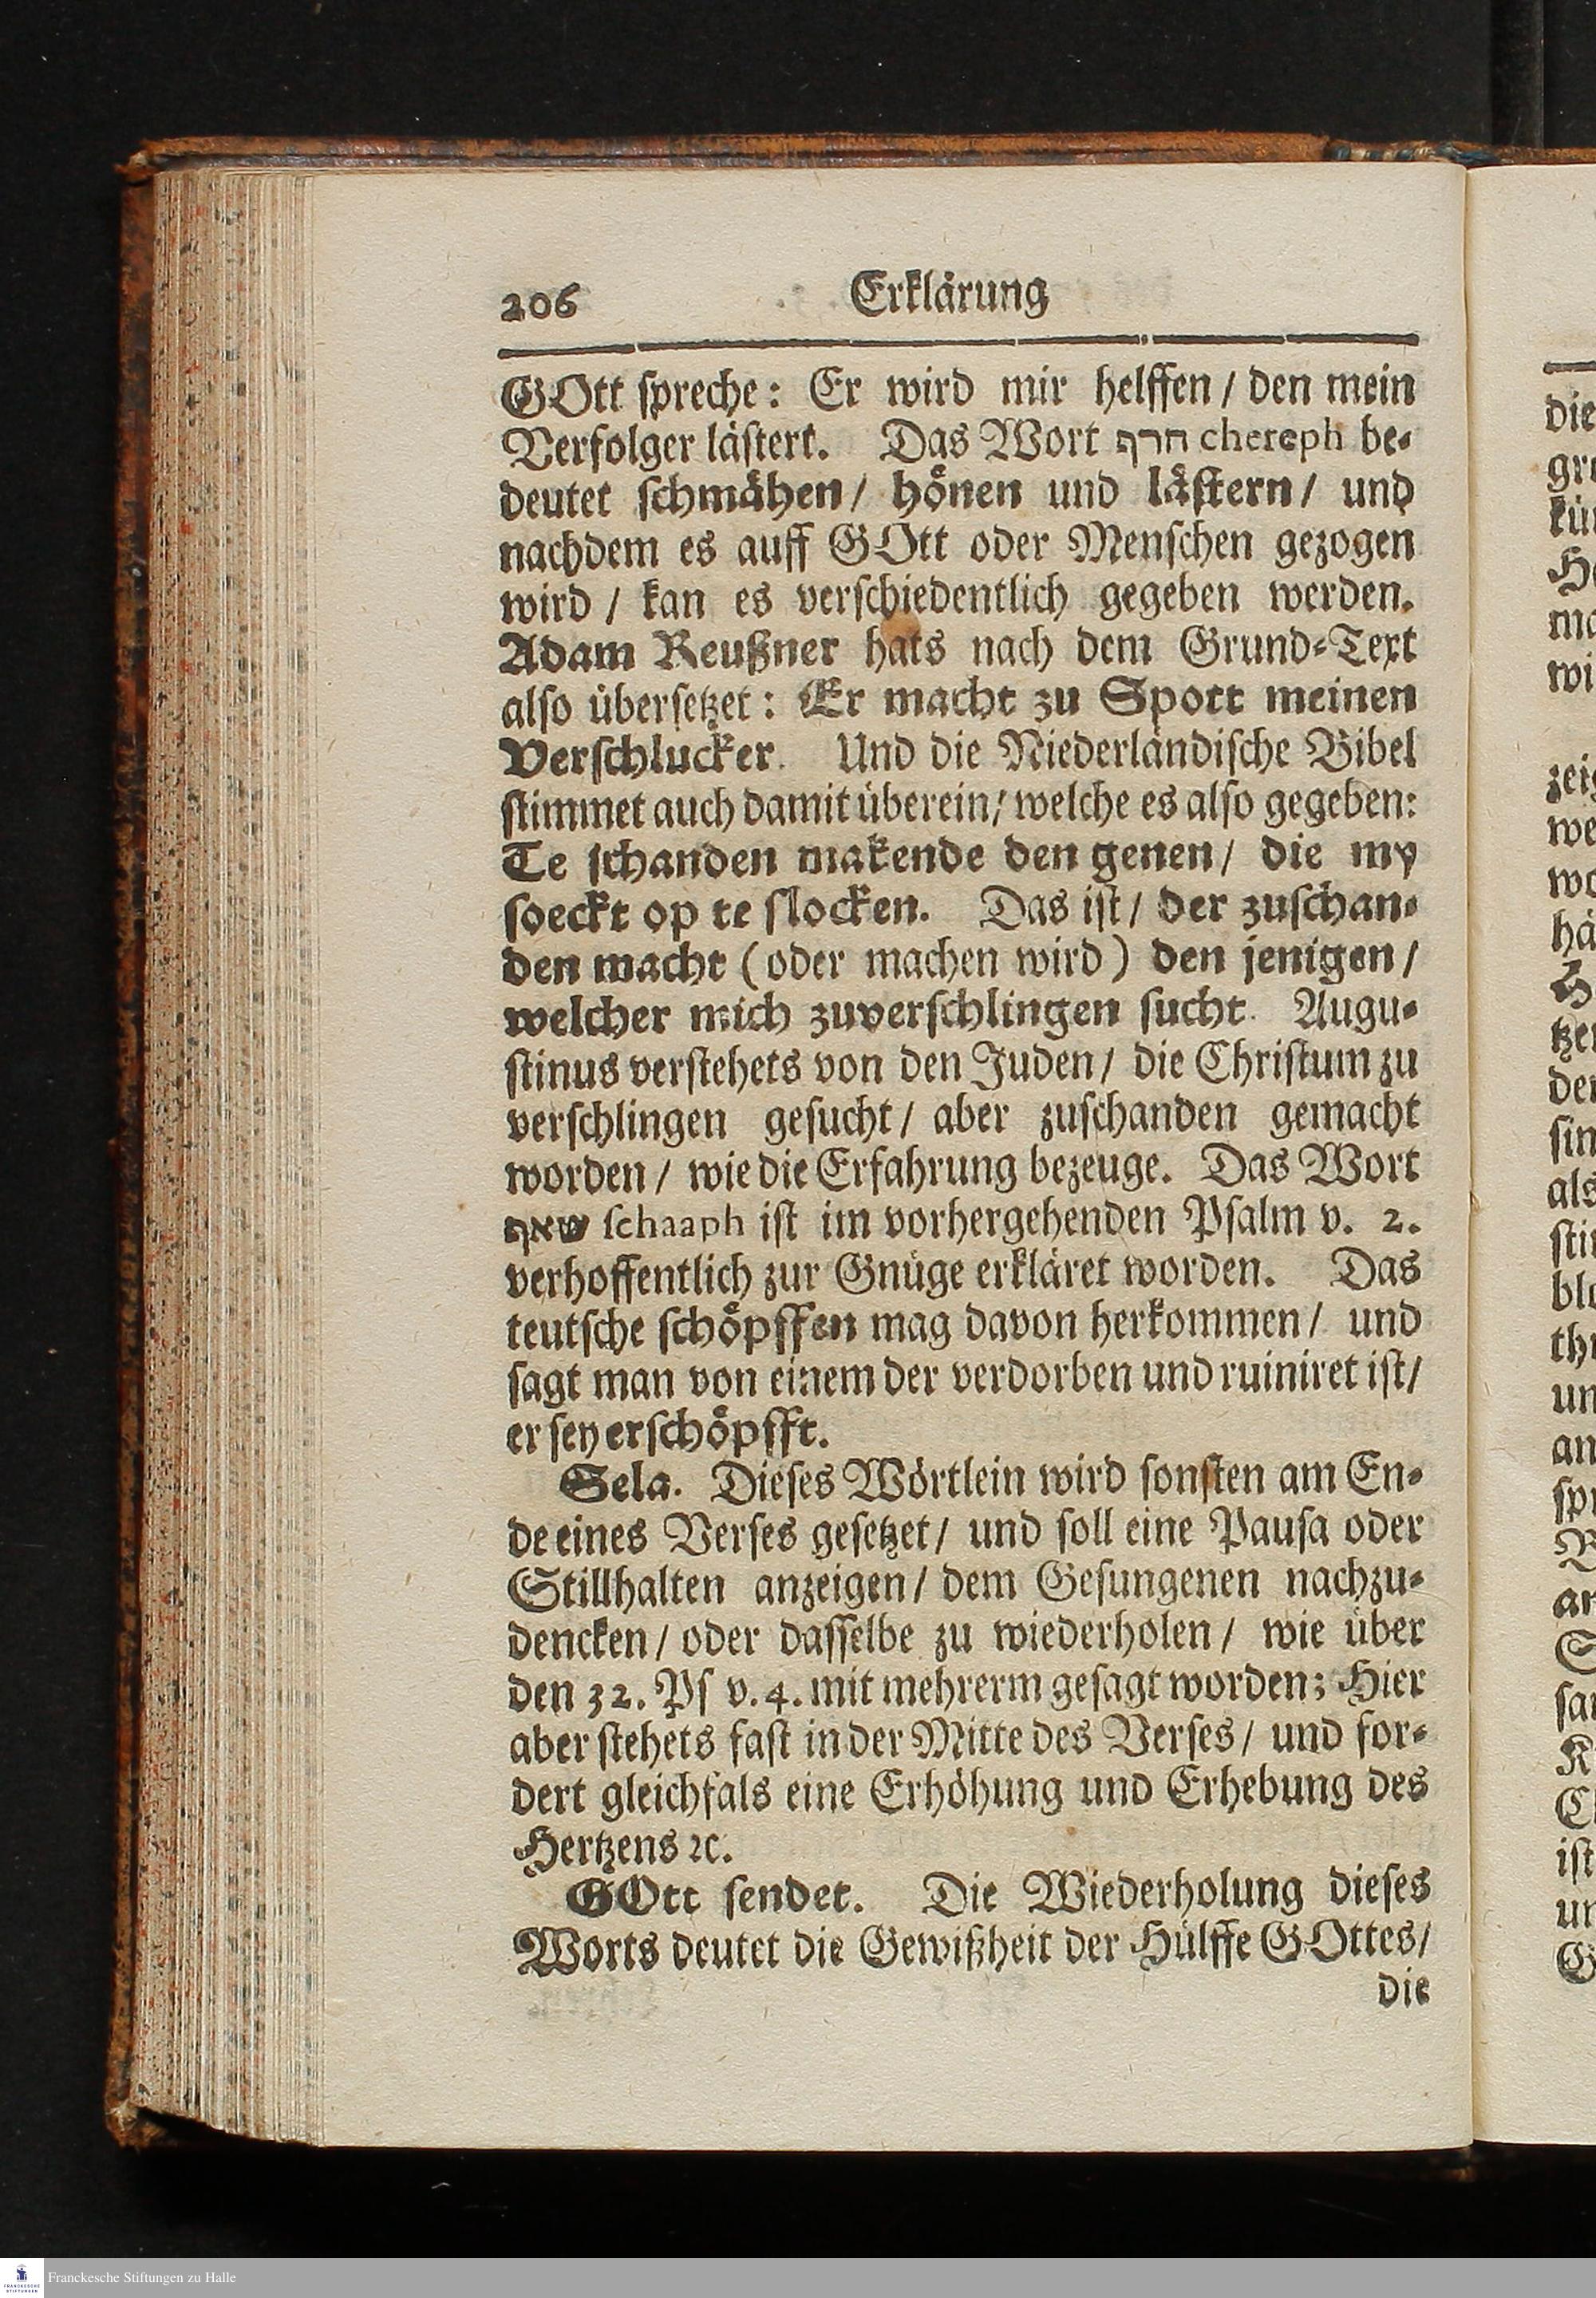 206 Erklärung
GOtt ſpreche: Er wird mir helffen / den mein
Verfolger läſtert. Das Wort חרף chereph be⸗
deutet ſchmähen / hönen und läſtern / und
nachdem es auff GOtt oder Menſchen gezogen
wird / kan es verſchiedentlich gegeben werden.
Adam Reußner hats nach dem Grund⸗Text
alſo überſetzet: Er macht zu Spott meinen
Verſchlucker. Und die Niederländiſche Bibel
ſtimmet auch damit überein / welche es alſo gegeben:
Te ſchanden makende den genen / die my
ſoeckt op te ſlocken. Das iſt / der zuſchan⸗
den macht (oder machen wird) den jenigen /
welcher mich zuverſchlingen ſucht. Augu⸗
ſtinus verſtehets von den Juden / die Chriſtum zu
verſchlingen geſucht / aber zuſchanden gemacht
worden / wie die Erfahrung bezeuge. Das Wort
שאף ſchaaph iſt im vorhergehenden Pſalm v. 2.
verhoffentlich zur Gnüge erkläret worden. Das
teutſche ſchöpffen mag davon herkommen / und
ſagt man von einem der verdorben und ruiniret iſt /
er ſey erſchöpfft.
Sela. Dieſes Wörtlein wird ſonſten am En⸗
de eines Verſes geſetzet / und ſoll eine Pauſa oder
Stillhalten anzeigen / dem Geſungenen nachzu⸗
dencken / oder daſſelbe zu wiederholen / wie über
den 32. Pſ v. 4. mit mehrerm geſagt worden; Hier
aber ſtehets faſt in der Mitte des Verſes / und for⸗
dert gleichfals eine Erhöhung und Erhebung des
Hertzens ꝛc.
GOtt ſendet. Die Wiederholung dieſes
Worts deutet die Gewißheit der Hülffe GOttes /
die
Franckesche Stiftungen zu Halle